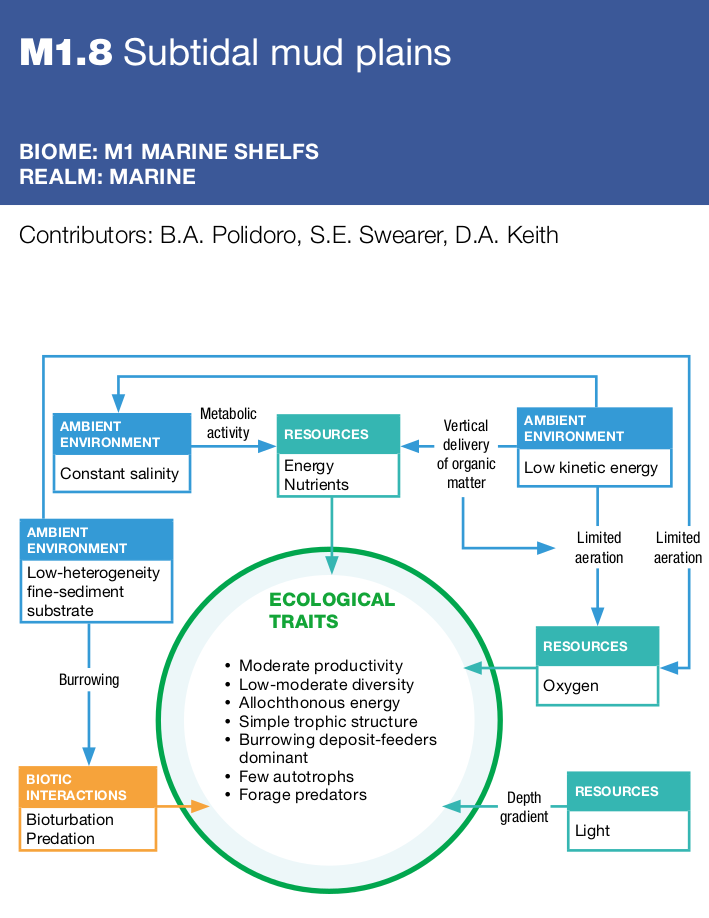 M1.8 Subtidal mud plains
BIOME: M1 MARINE SHELFS
REALM: MARINE
Contributors: B.A. Polidoro, S.E. Swearer, D.A. Keith
AMBIENT
ENVIRONMENT
Constant salinity
Metabolic
activity
RESOURCES
Energy
Nutrients
Vertical
delivery
of organic
matter
AMBIENT
ENVIRONMENT
Low kinetic energy
AMBIENT
ENVIRONMENT
Low-heterogeneity
fine-sediment
substrate
Limited
aeration
Limited
aeration
Burrowing
ECOLOGICAL
TRAITS
• Moderate productivity
• Low-moderate diversity
• Allochthonous energy
• Simple trophic structure
• Burrowing deposit-feeders
dominant
• Few autotrophs
• Forage predators
RESOURCES
Oxygen
BIOTIC
INTERACTIONS
Bioturbation
Predation
Depth
gradient
RESOURCES
Light